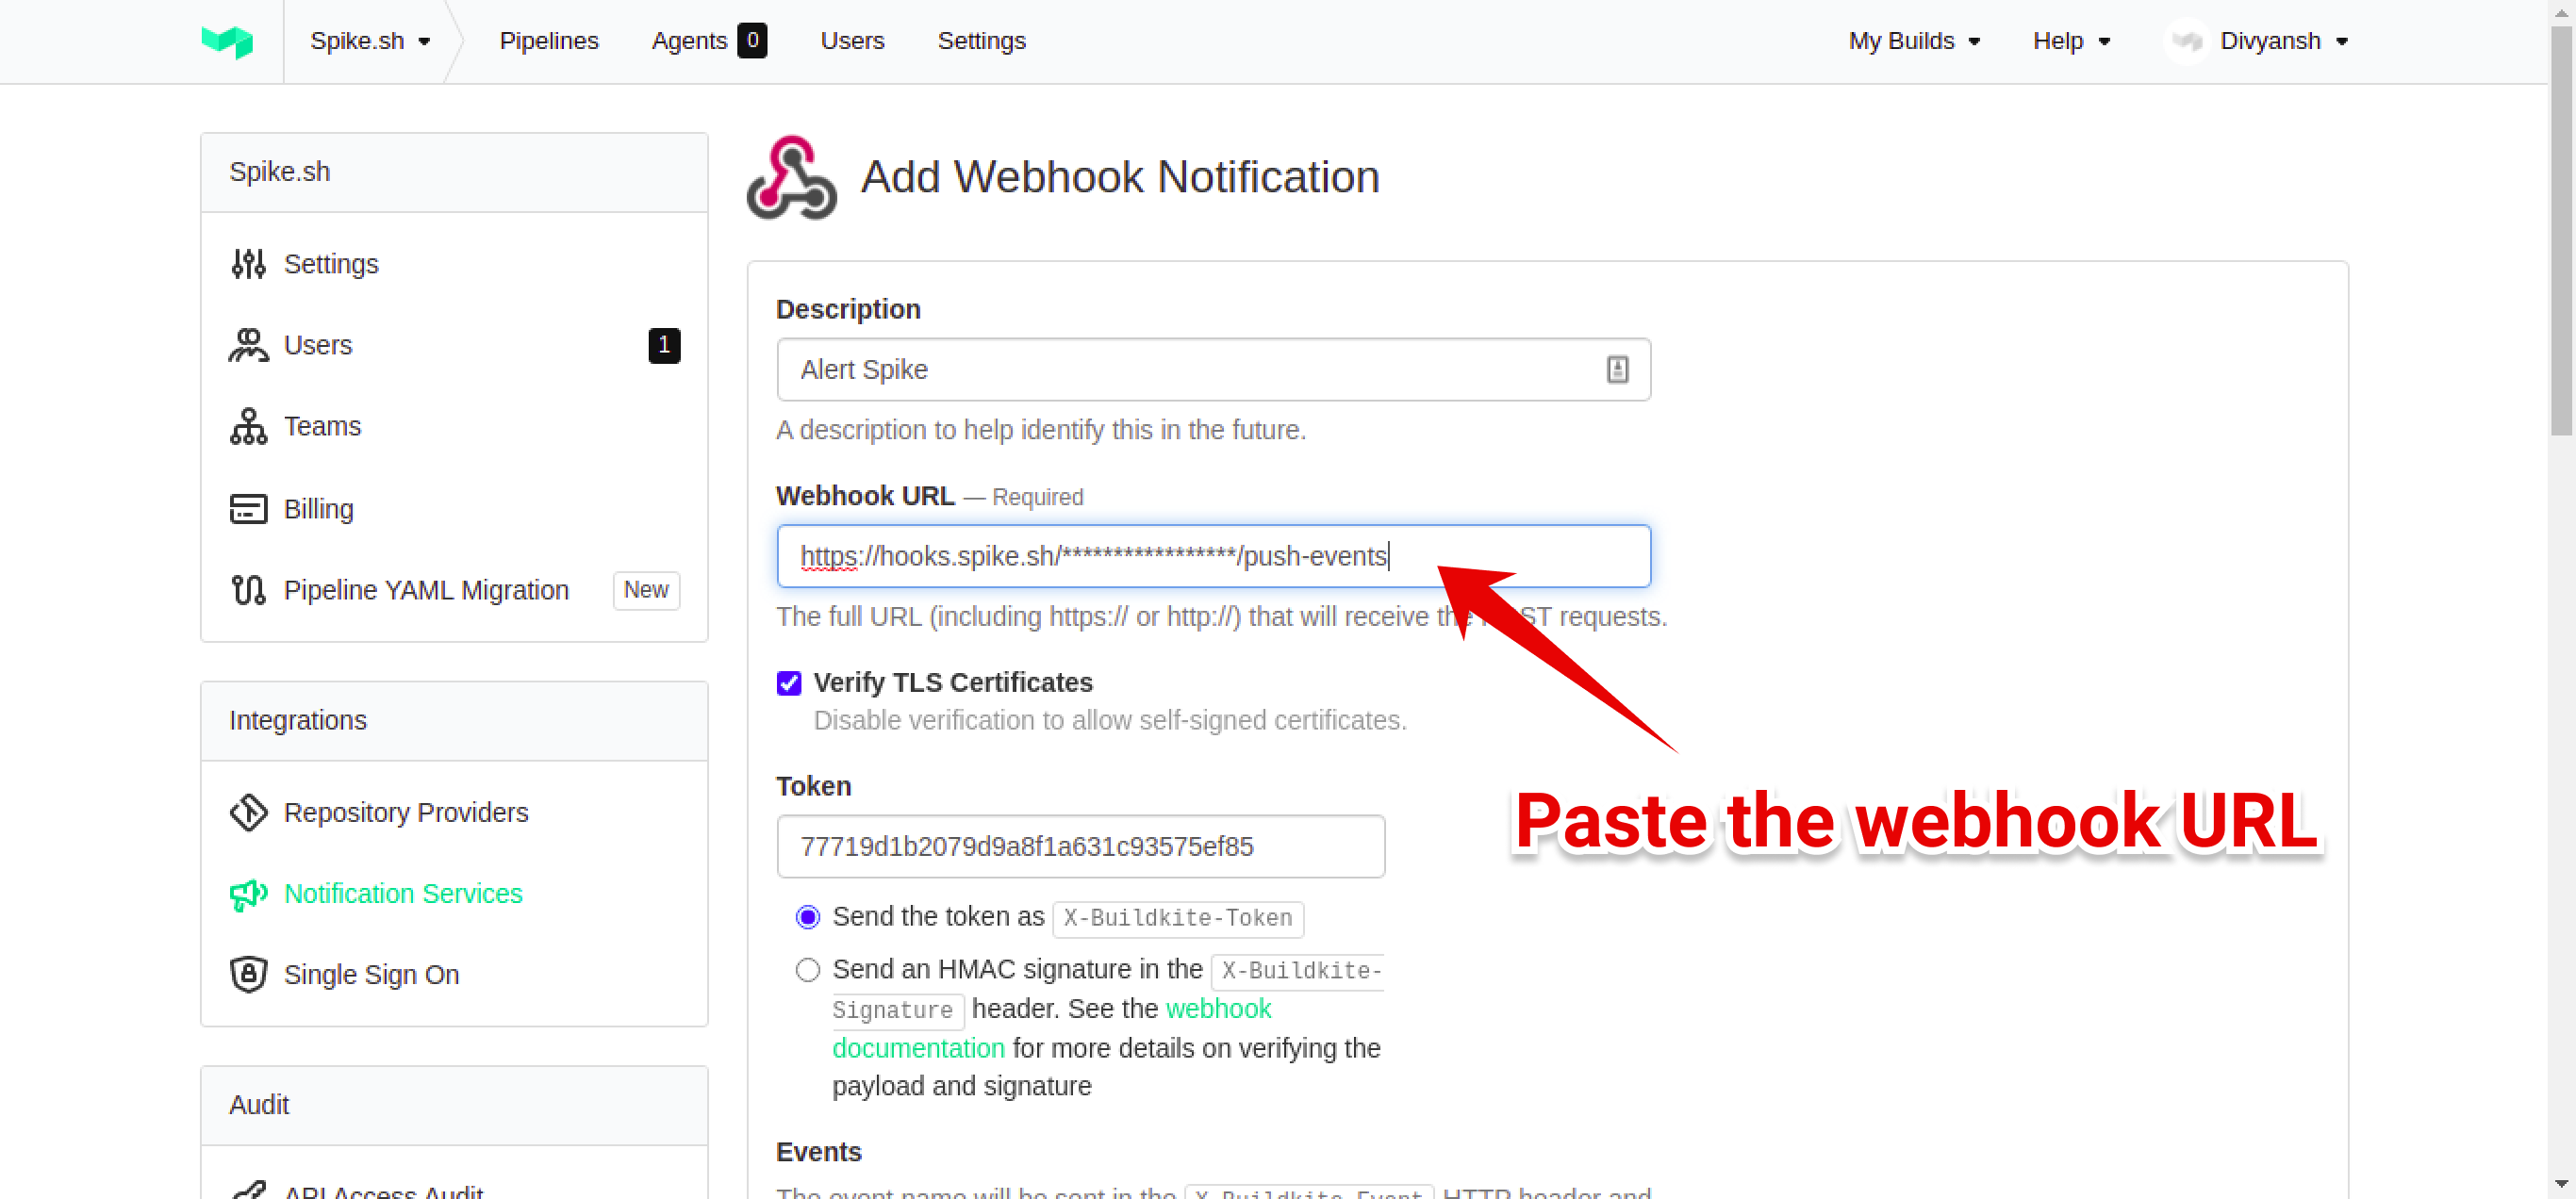 Spike.sh Pipelines Agents 0 Users Settings My Builds Help Divyansh
Spike.sh
Settings
Users 1
Teams
Billing
Pipeline YAML Migration New
Integrations
Repository Providers
Notification Services
Single Sign On
Audit
API Access Audit
Add Webhook Notification
Description
Alert Spike
A description to help identify this in the future.
Webhook URL — Required
https://hooks.spike.sh/*****************/push-events
The full URL (including https:// or http://) that will receive the POST requests.
Verify TLS Certificates
Disable verification to allow self-signed certificates.
Token
77719d1b2079d9a8f1a631c93575ef85
Send the token as X-Buildkite-Token
Send an HMAC signature in the X-Buildkite-
Signature header. See the webhook
documentation for more details on verifying the
payload and signature
Paste the webhook URL
Events
The event name will be sent in the X-Buildkite-Event HTTP header and